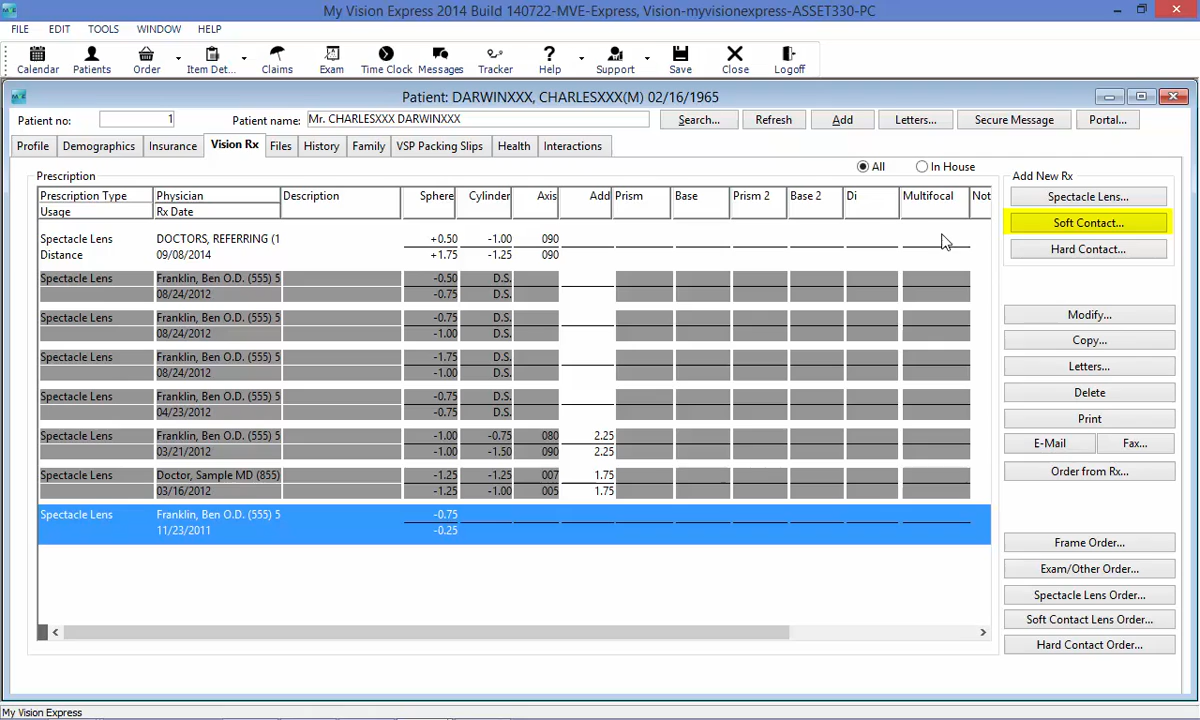 My Vision Express 2014 Build 140722-MVE-Express, Vision-myvisionexpress-ASSET330-PC
FILE EDIT TOOLS WINDOW HELP
Calendar Patients Order Item Det... Claims Exam Time Clock Messages Tracker Help Support Save Close Logoff
Patient: DARWINXXX, CHARLESXXX(M) 02/16/1965
Patient no: 1 Patient name: Mr. CHARLESXXX DARWINXXX Search... Refresh Add Letters... Secure Message Portal...
Profile Demographics Insurance Vision Rx Files History Family VSP Packing Slips Health Interactions
All In House
Prescription
Prescription Type Physician Description Sphere Cylinder Axis Add Prism Base Prism 2 Base 2 Di Multifocal Not
Usage Rx Date
Spectacle Lens DOCTORS, REFERRING (1 +0.50 -1.00 090
Distance 09/08/2014 +1.75 -1.25 090
Spectacle Lens Franklin, Ben O.D. (555) 5 -0.50 D.S.
08/24/2012 -0.75 D.S.
Spectacle Lens Franklin, Ben O.D. (555) 5 -0.75 D.S.
08/24/2012 -1.00 D.S.
Spectacle Lens Franklin, Ben O.D. (555) 5 -1.75 D.S.
08/24/2012 -1.00 D.S.
Spectacle Lens Franklin, Ben O.D. (555) 5 -0.75 D.S.
04/23/2012 -0.75 D.S.
Spectacle Lens Franklin, Ben O.D. (555) 5 -1.00 -0.75 080 2.25
03/21/2012 -1.00 -1.50 090 2.25
Spectacle Lens Doctor, Sample MD (855) -1.25 -1.25 007 1.75
03/16/2012 -1.25 -1.00 005 1.75
Spectacle Lens Franklin, Ben O.D. (555) 5 -0.75
11/23/2011 -0.25
Add New Rx
Spectacle Lens...
Soft Contact...
Hard Contact...
Modify...
Copy...
Letters...
Delete
Print
E-Mail Fax...
Order from Rx...
Frame Order...
Exam/Other Order...
Spectacle Lens Order...
Soft Contact Lens Order...
Hard Contact Order...
My Vision Express